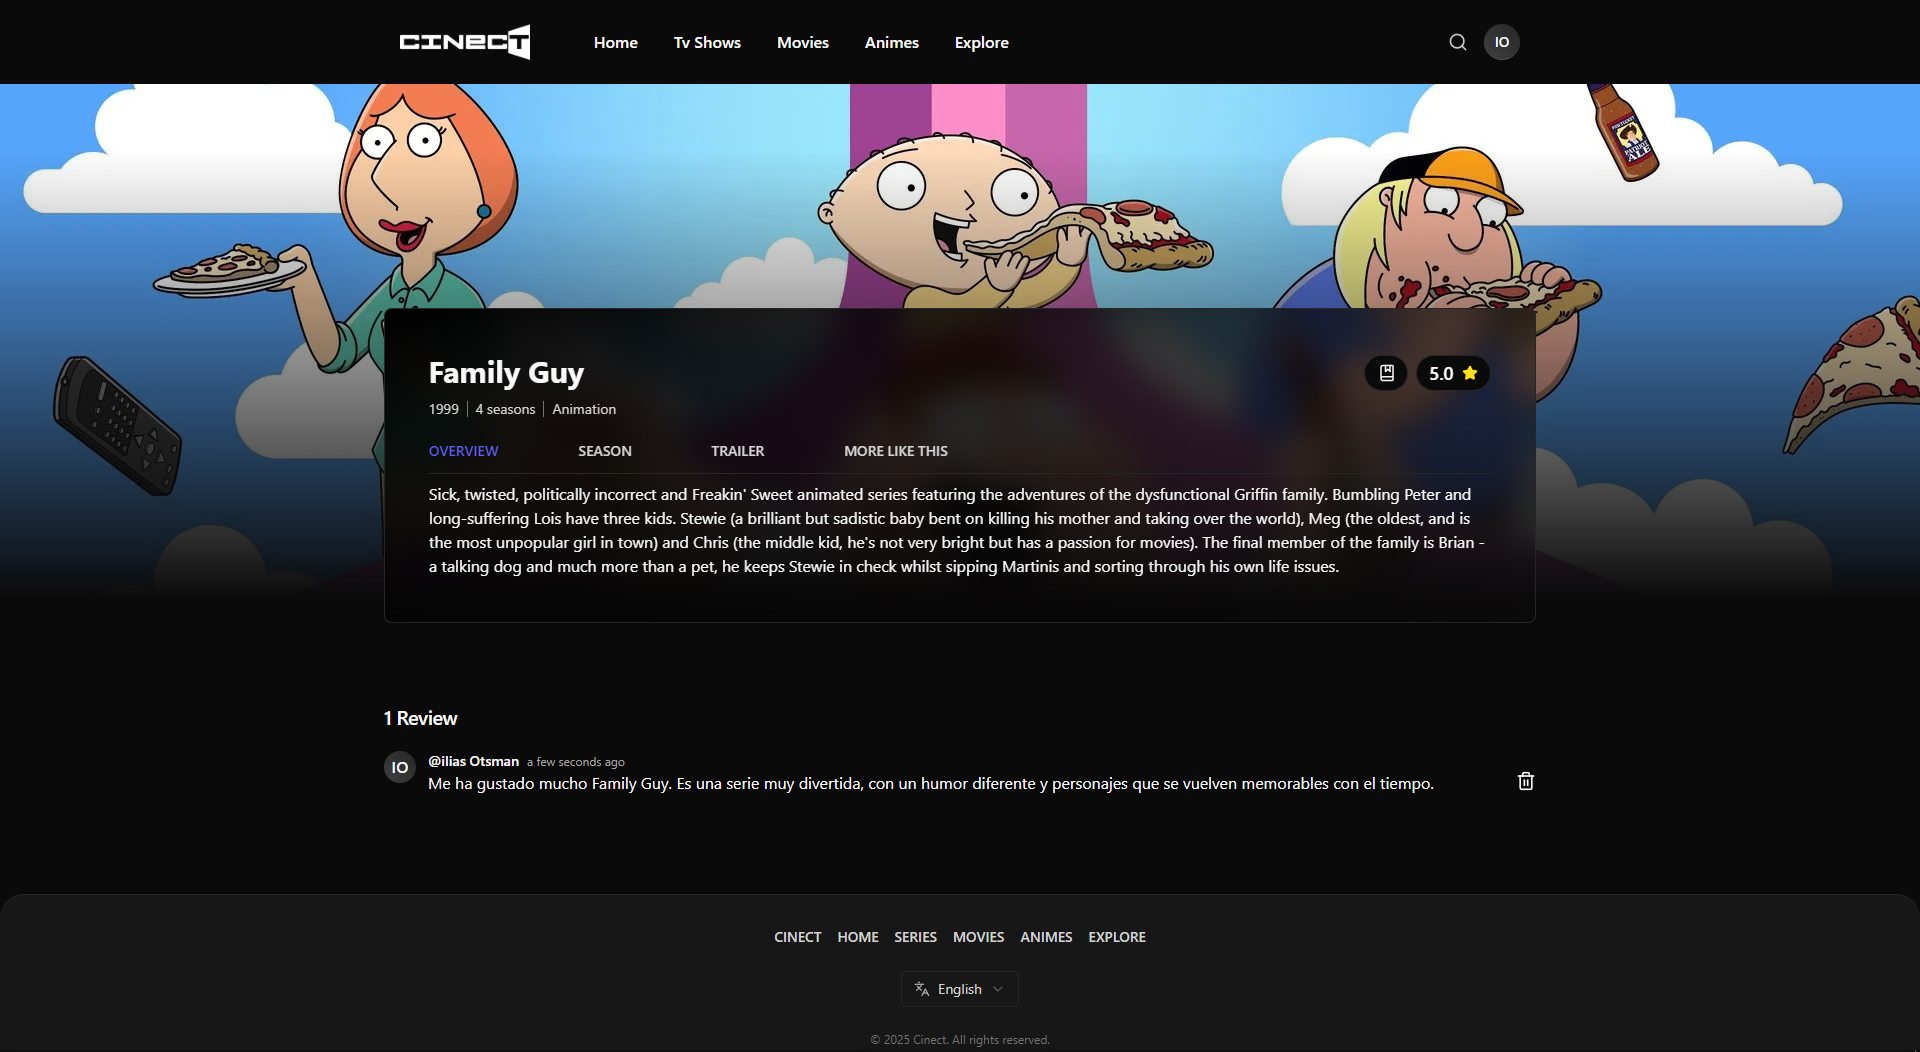 CINECT
Home
Tv Shows
Movies
Animes
Explore
IO
PAWTUCKET
PATRIOT
ALE
Family Guy
5.0
1999
4 seasons
Animation
OVERVIEW
SEASON
TRAILER
MORE LIKE THIS
Sick, twisted, politically incorrect and Freakin' Sweet animated series featuring the adventures of the dysfunctional Griffin family. Bumbling Peter and
long-suffering Lois have three kids. Stewie (a brilliant but sadistic baby bent on killing his mother and taking over the world), Meg (the oldest, and is
the most unpopular girl in town) and Chris (the middle kid, he's not very bright but has a passion for movies). The final member of the family is Brian -
a talking dog and much more than a pet, he keeps Stewie in check whilst sipping Martinis and sorting through his own life issues.
1 Review
IO
@ilias Otsman a few seconds ago
Me ha gustado mucho Family Guy. Es una serie muy divertida, con un humor diferente y personajes que se vuelven memorables con el tiempo.
CINECT
HOME
SERIES
MOVIES
ANIMES
EXPLORE
English
© 2025 Cinect. All rights reserved.